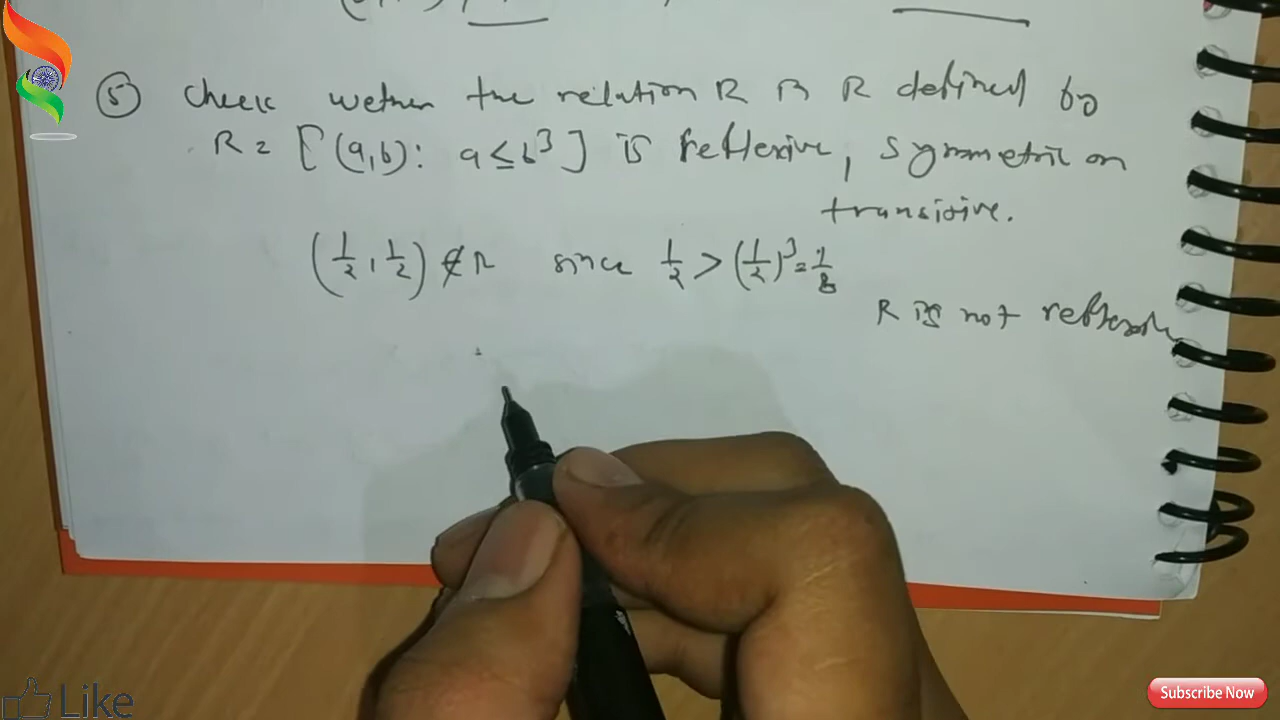 ⑤ Check wether the relation R in R defined by
R = [(a,b): a≤b³] is reflexive, symmetric or
transitive.
(1/2, 1/2) ∉ R since 1/2 > (1/2)³ = 1/8
R is not reflexive
Like
Subscribe Now